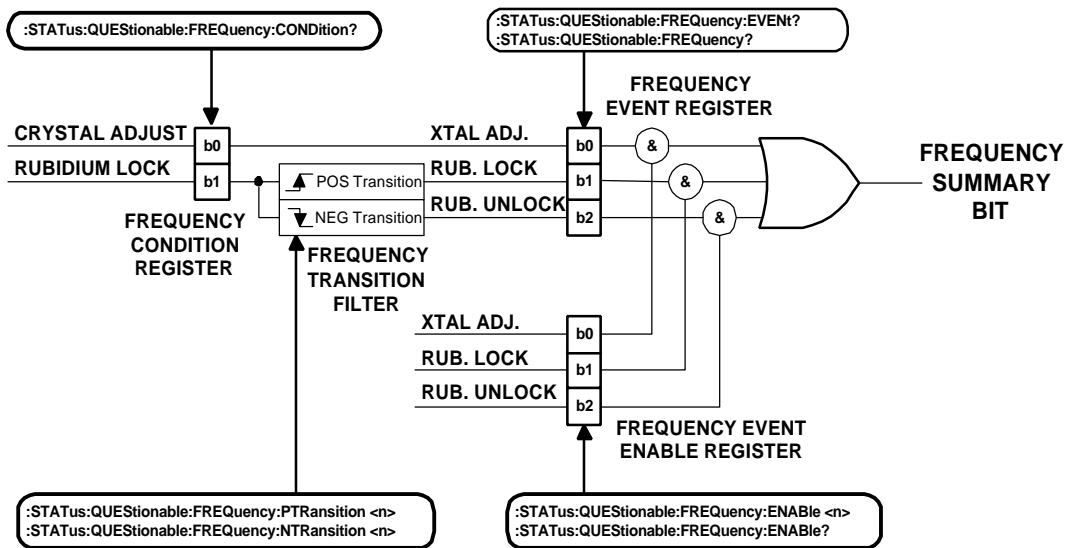 :STATus:QUEStionable:FREQuency:CONDition?
:STATus:QUEStionable:FREQuency:EVENt?
:STATus:QUEStionable:FREQuency?
FREQUENCY
EVENT REGISTER
CRYSTAL ADJUST
b0
XTAL ADJ.
b0
&
RUBIDIUM LOCK
b1
POS Transition
RUB. LOCK
b1
&
NEG Transition
RUB. UNLOCK
b2
&
FREQUENCY
SUMMARY
BIT
FREQUENCY
CONDITION
REGISTER
FREQUENCY
TRANSITION
FILTER
XTAL ADJ.
b0
RUB. LOCK
b1
RUB. UNLOCK
b2
FREQUENCY EVENT
ENABLE REGISTER
:STATus:QUEStionable:FREQuency:PTRansition <n>
:STATus:QUEStionable:FREQuency:NTRansition <n>
:STATus:QUEStionable:FREQuency:ENABle <n>
:STATus:QUEStionable:FREQuency:ENABle?